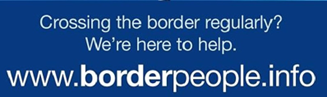 Crossing the border regularly?
We're here to help.
www.borderpeople.info